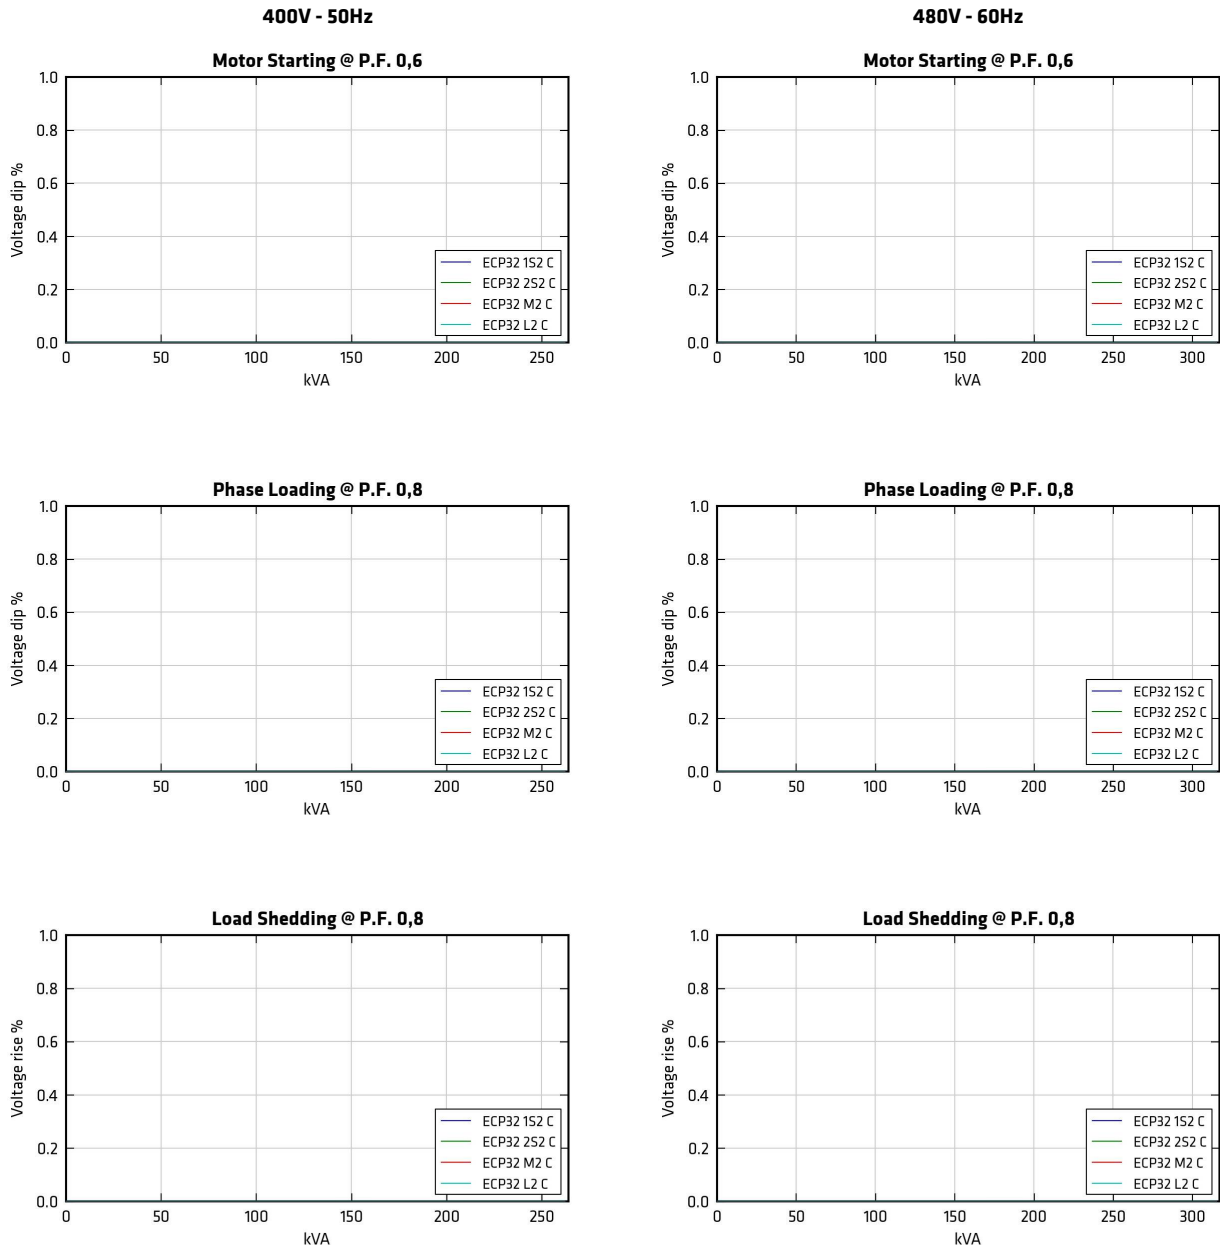 400V - 50Hz
480V - 60Hz
Motor Starting @ P.F. 0,6
1.0
0.8
0.6
0.4
0.2
0.0
Voltage dip %
ECP32 1S2 C
ECP32 2S2 C
ECP32 M2 C
ECP32 L2 C
0 50 100 150 200 250
kVA
Motor Starting @ P.F. 0,6
1.0
0.8
0.6
0.4
0.2
0.0
Voltage dip %
ECP32 1S2 C
ECP32 2S2 C
ECP32 M2 C
ECP32 L2 C
0 50 100 150 200 250 300
kVA
Phase Loading @ P.F. 0,8
1.0
0.8
0.6
0.4
0.2
0.0
Voltage dip %
ECP32 1S2 C
ECP32 2S2 C
ECP32 M2 C
ECP32 L2 C
0 50 100 150 200 250
kVA
Phase Loading @ P.F. 0,8
1.0
0.8
0.6
0.4
0.2
0.0
Voltage dip %
ECP32 1S2 C
ECP32 2S2 C
ECP32 M2 C
ECP32 L2 C
0 50 100 150 200 250 300
kVA
Load Shedding @ P.F. 0,8
1.0
0.8
0.6
0.4
0.2
0.0
Voltage rise %
ECP32 1S2 C
ECP32 2S2 C
ECP32 M2 C
ECP32 L2 C
0 50 100 150 200 250
kVA
Load Shedding @ P.F. 0,8
1.0
0.8
0.6
0.4
0.2
0.0
Voltage rise %
ECP32 1S2 C
ECP32 2S2 C
ECP32 M2 C
ECP32 L2 C
0 50 100 150 200 250 300
kVA